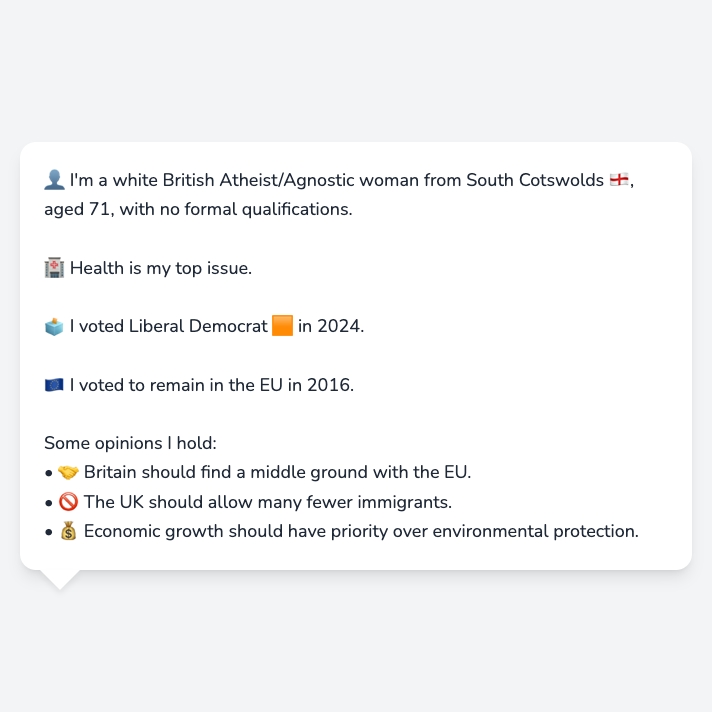 👤 I'm a white British Atheist/Agnostic woman from South Cotswolds 🏴󠁧󠁢󠁥󠁮󠁧󠁿,
aged 71, with no formal qualifications.
🏥 Health is my top issue.
🗳️ I voted Liberal Democrat 🟧 in 2024.
🇪🇺 I voted to remain in the EU in 2016.
Some opinions I hold:
• 🤝 Britain should find a middle ground with the EU.
• 🚫 The UK should allow many fewer immigrants.
• 💰 Economic growth should have priority over environmental protection.